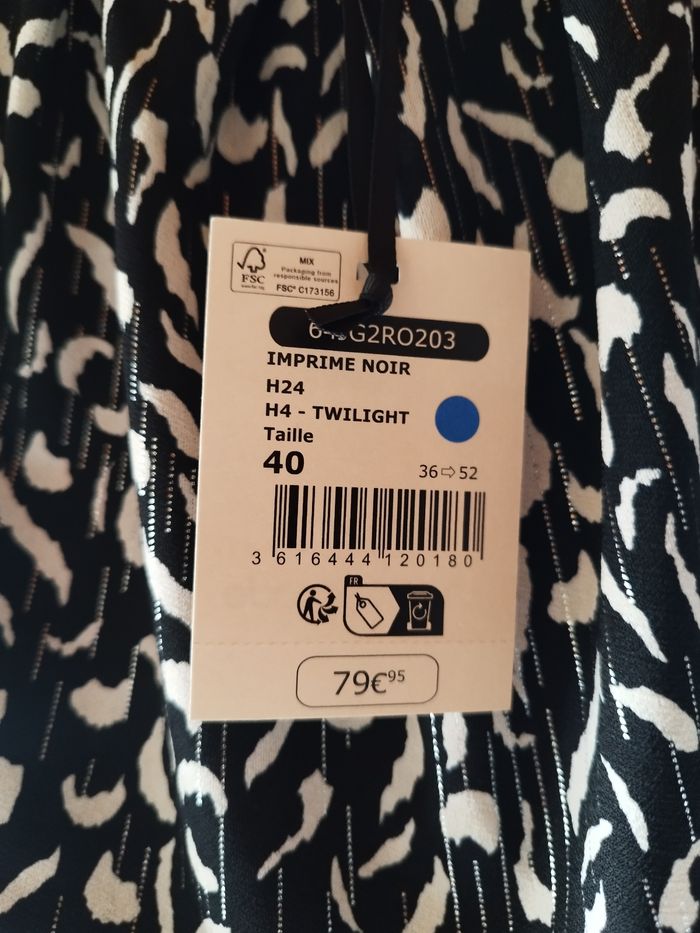 FSC
MIX
Packaging from
responsible sources
FSC® C173156
IMPRIME NOIR
H24
H4 - TWILIGHT
Taille
40
36⇨52
3 616444 120180
FR
79€95